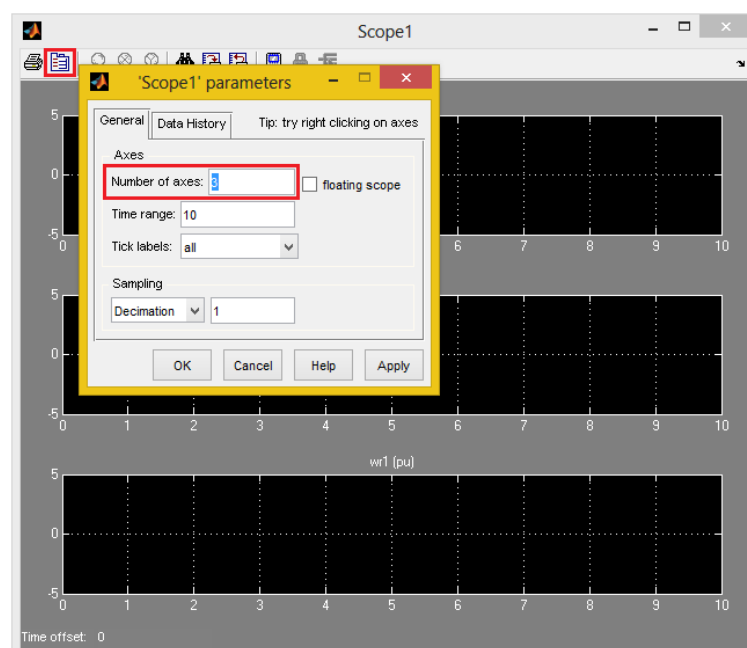 Scope1
'Scope1' parameters
General Data History Tip: try right clicking on axes
Axes
Number of axes: 3 floating scope
Time range: 10
Tick labels: all
Sampling
Decimation 1
OK Cancel Help Apply
5
0
-5
0 6 7 8 9 10
5
0
-5
0 1 2 3 4 5 6 7 8 9 10
wr1 (pu)
5
0
-5
0 1 2 3 4 5 6 7 8 9 10
Time offset: 0